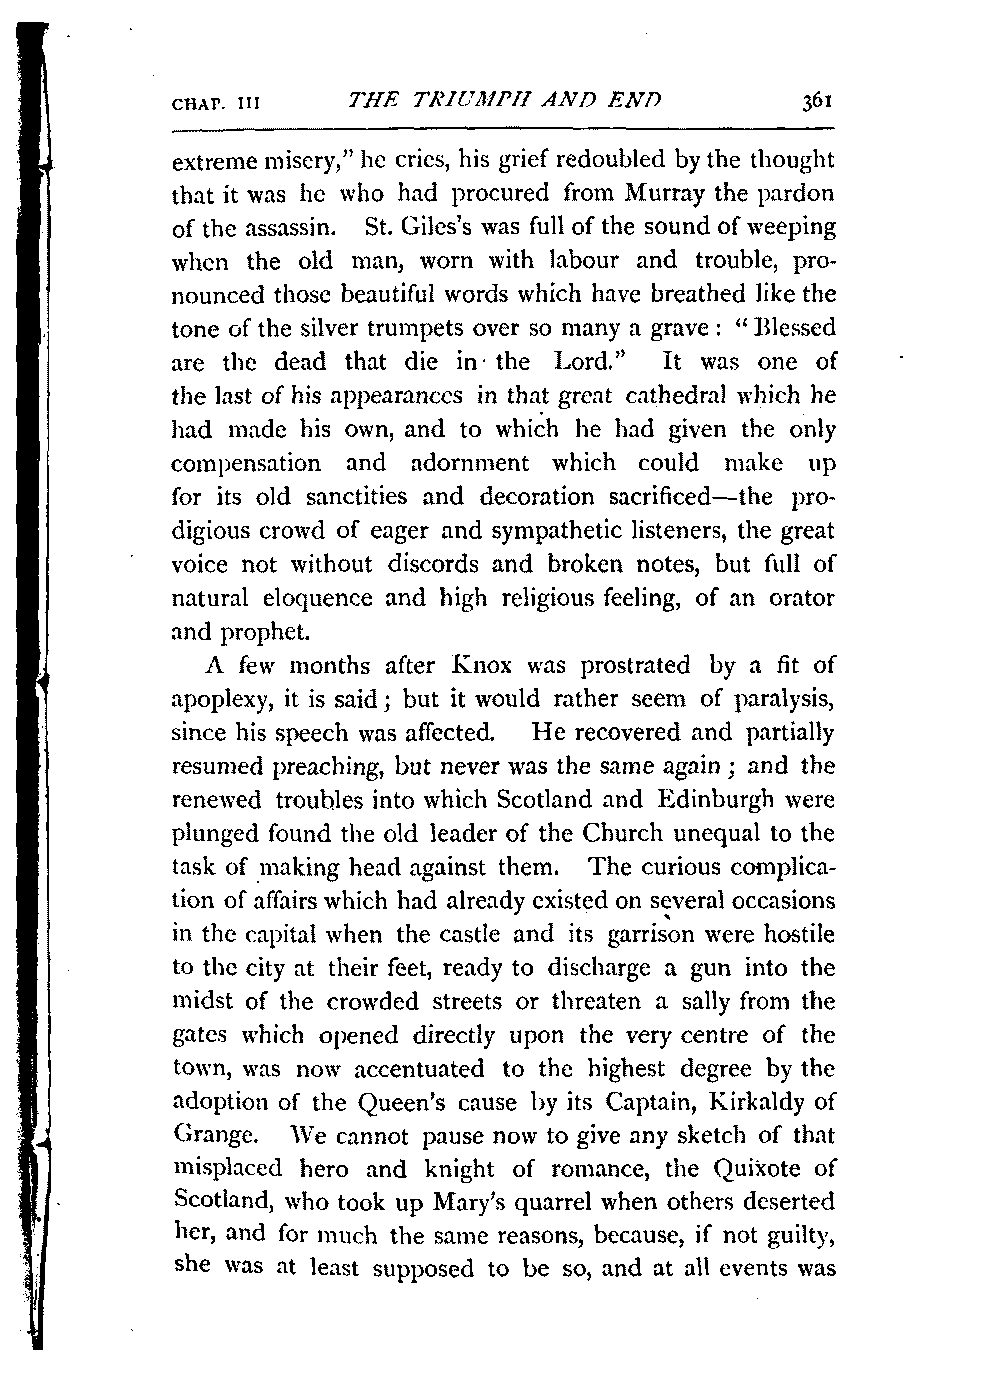 CHAP. III THE TRIUMPH AND END 361
extreme misery," he cries, his grief redoubled by the thought
that it was he who had procured from Murray the pardon
of the assassin. St. Giles's was full of the sound of weeping
when the old man, worn with labour and trouble, pro-
nounced those beautiful words which have breathed like the
tone of the silver trumpets over so many a grave: "Blessed
are the dead that die in the Lord." It was one of
the last of his appearances in that great cathedral which he
had made his own, and to which he had given the only
compensation and adornment which could make up
for its old sanctities and decoration sacrificed—the pro-
digious crowd of eager and sympathetic listeners, the great
voice not without discords and broken notes, but full of
natural eloquence and high religious feeling, of an orator
and prophet.
A few months after Knox was prostrated by a fit of
apoplexy, it is said; but it would rather seem of paralysis,
since his speech was affected. He recovered and partially
resumed preaching, but never was the same again; and the
renewed troubles into which Scotland and Edinburgh were
plunged found the old leader of the Church unequal to the
task of making head against them. The curious complica-
tion of affairs which had already existed on several occasions
in the capital when the castle and its garrison were hostile
to the city at their feet, ready to discharge a gun into the
midst of the crowded streets or threaten a sally from the
gates which opened directly upon the very centre of the
town, was now accentuated to the highest degree by the
adoption of the Queen's cause by its Captain, Kirkaldy of
Grange. We cannot pause now to give any sketch of that
misplaced hero and knight of romance, the Quixote of
Scotland, who took up Mary's quarrel when others deserted
her, and for much the same reasons, because, if not guilty,
she was at least supposed to be so, and at all events was